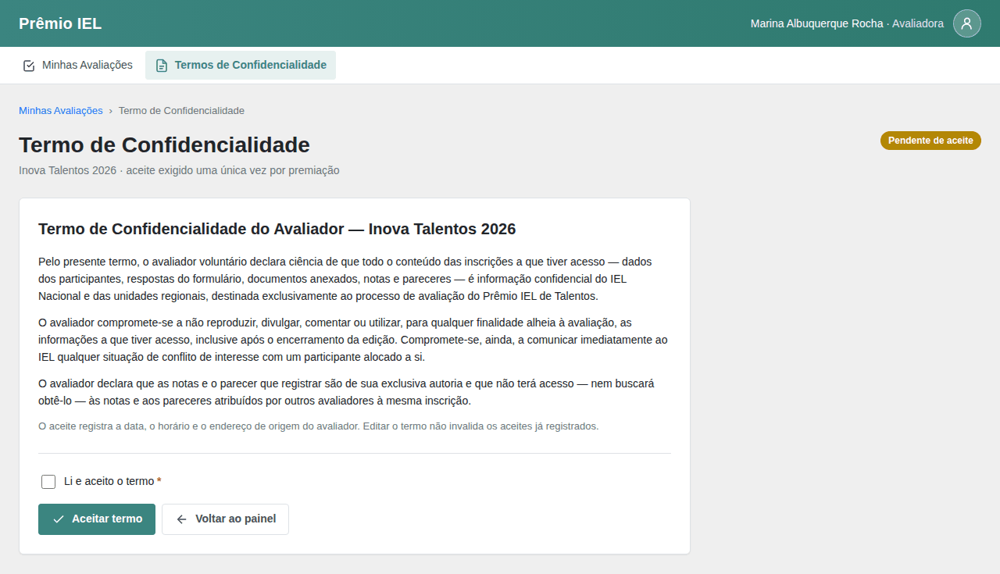 Prêmio IEL
Marina Albuquerque Rocha · Avaliadora
Minhas Avaliações
Termos de Confidencialidade
Minhas Avaliações › Termo de Confidencialidade
Termo de Confidencialidade
Pendente de aceite
Inova Talentos 2026 · aceite exigido uma única vez por premiação
Termo de Confidencialidade do Avaliador — Inova Talentos 2026
Pelo presente termo, o avaliador voluntário declara ciência de que todo o conteúdo das inscrições a que tiver acesso — dados
dos participantes, respostas do formulário, documentos anexados, notas e pareceres — é informação confidencial do IEL
Nacional e das unidades regionais, destinada exclusivamente ao processo de avaliação do Prêmio IEL de Talentos.
O avaliador compromete-se a não reproduzir, divulgar, comentar ou utilizar, para qualquer finalidade alheia à avaliação, as
informações a que tiver acesso, inclusive após o encerramento da edição. Compromete-se, ainda, a comunicar imediatamente ao
IEL qualquer situação de conflito de interesse com um participante alocado a si.
O avaliador declara que as notas e o parecer que registrar são de sua exclusiva autoria e que não terá acesso — nem buscará
obtê-lo — às notas e aos pareceres atribuídos por outros avaliadores à mesma inscrição.
O aceite registra a data, o horário e o endereço de origem do avaliador. Editar o termo não invalida os aceites já registrados.
Li e aceito o termo *
Aceitar termo
Voltar ao painel